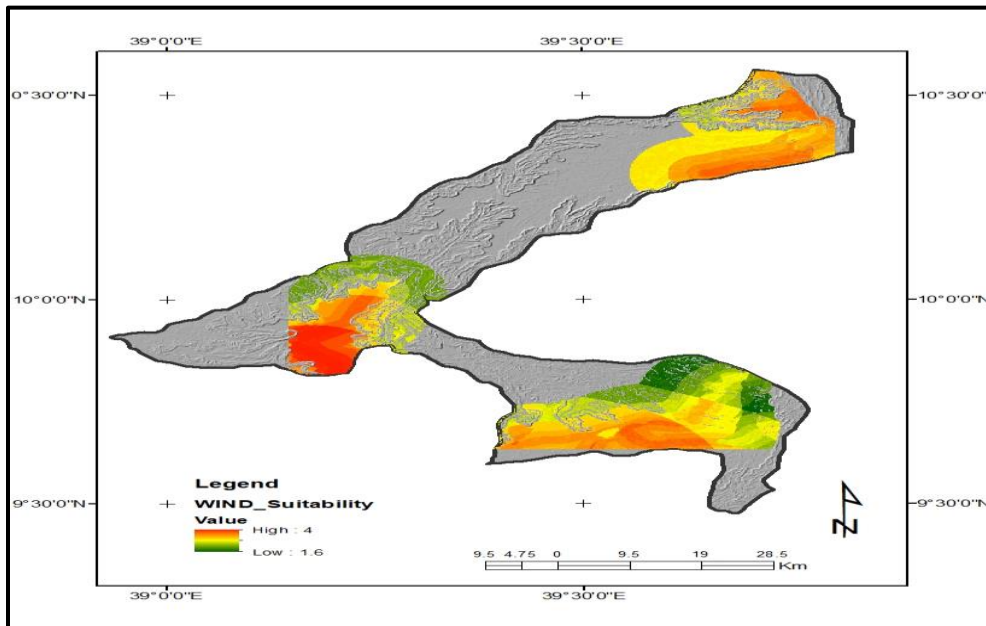 39°0'0"E 39°30'0"E
0°30'0"N 10°30'0"N
10°0'0"N 10°0'0"N
9°30'0"N 9°30'0"N
Legend
WIND_Suitability
Value
High : 4
Low : 1.6
N
9.5 4.75 0 9.5 19 28.5
Km
39°0'0"E 39°30'0"E